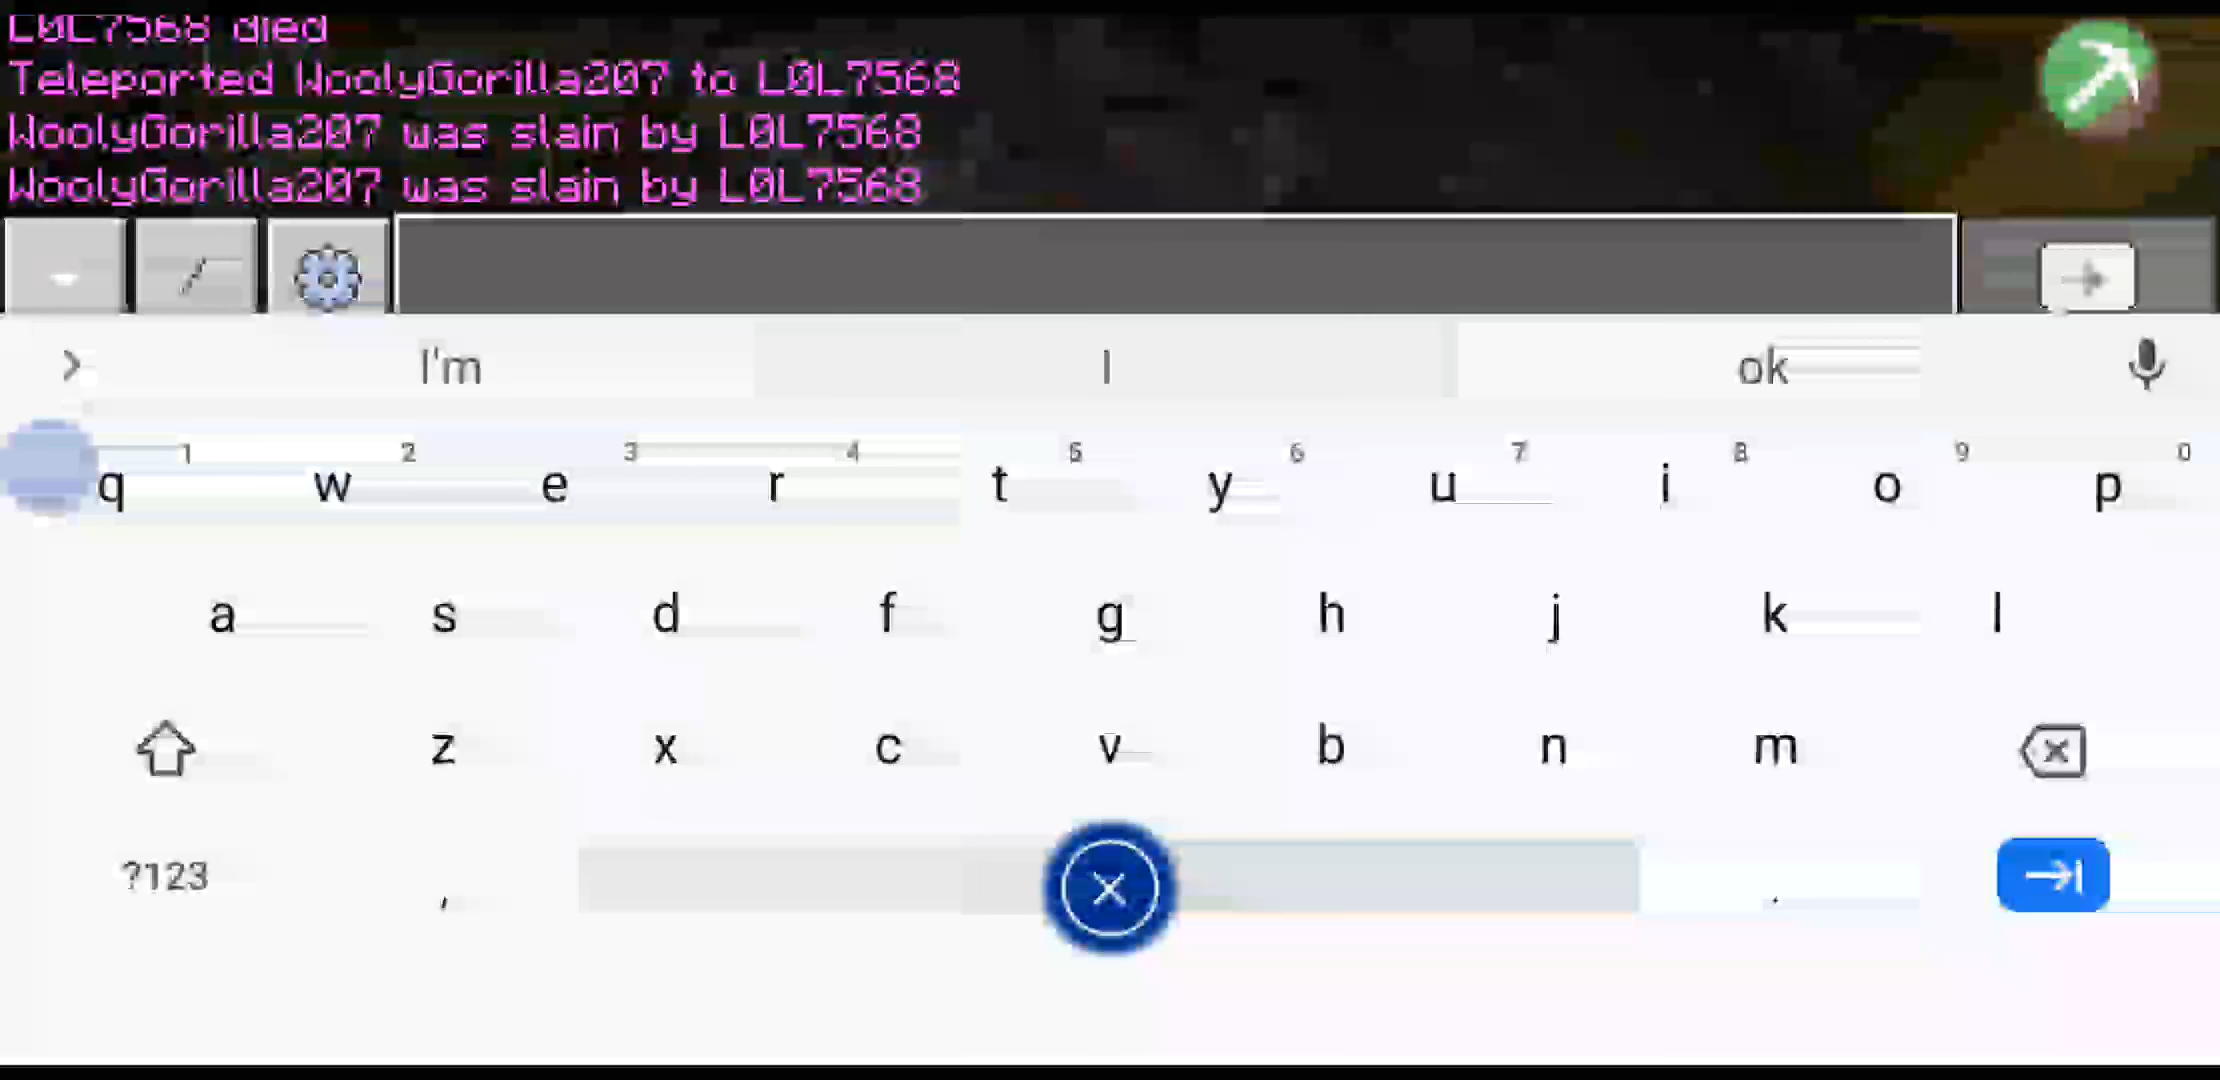 L0L7568 died
Teleported WoolyGorilla207 to L0L7568
WoolyGorilla207 was slain by L0L7568
WoolyGorilla207 was slain by L0L7568
/
I'm I ok
1 2 3 4 5 6 7 8 9 0
q w e r t y u i o p
a s d f g h j k l
z x c v b n m
?123 , .